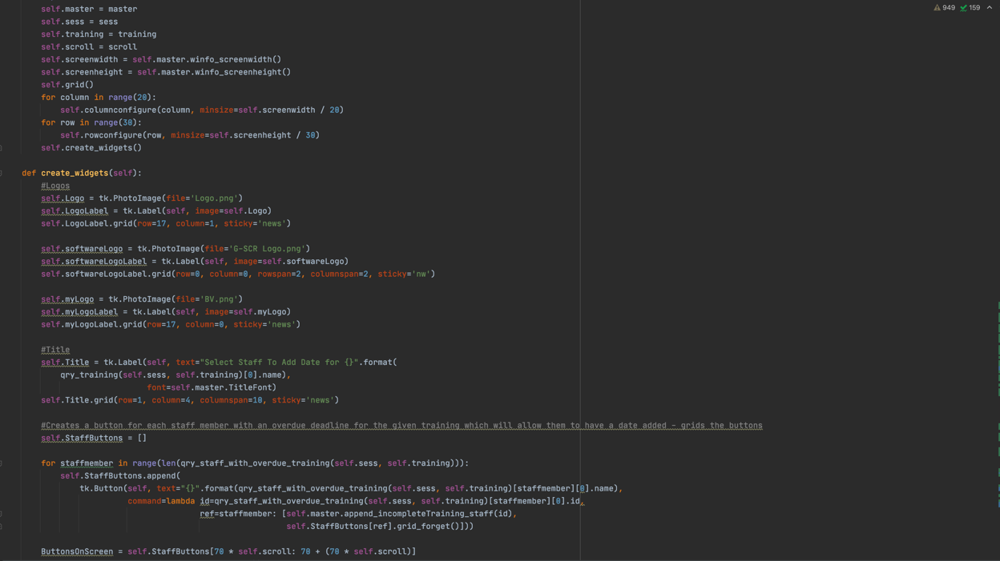 949 159
self.master = master
self.sess = sess
self.training = training
self.scroll = scroll
self.screenwidth = self.master.winfo_screenwidth()
self.screenheight = self.master.winfo_screenheight()
self.grid()
for column in range(20):
self.columnconfigure(column, minsize=self.screenwidth / 20)
for row in range(30):
self.rowconfigure(row, minsize=self.screenheight / 30)
self.create_widgets()
def create_widgets(self):
#Logos
self.Logo = tk.PhotoImage(file='Logo.png')
self.LogoLabel = tk.Label(self, image=self.Logo)
self.LogoLabel.grid(row=17, column=1, sticky='news')
self.softwareLogo = tk.PhotoImage(file='G-SCR Logo.png')
self.softwareLogoLabel = tk.Label(self, image=self.softwareLogo)
self.softwareLogoLabel.grid(row=0, column=0, rowspan=2, columnspan=2, sticky='nw')
self.myLogo = tk.PhotoImage(file='BV.png')
self.myLogoLabel = tk.Label(self, image=self.myLogo)
self.myLogoLabel.grid(row=17, column=0, sticky='news')
#Title
self.Title = tk.Label(self, text="Select Staff To Add Date for {}".format(
qry_training(self.sess, self.training)[0].name),
font=self.master.TitleFont)
self.Title.grid(row=1, column=4, columnspan=10, sticky='news')
#Creates a button for each staff member with an overdue deadline for the given training which will allow them to have a date added - grids the buttons
self.StaffButtons = []
for staffmember in range(len(qry_staff_with_overdue_training(self.sess, self.training))):
self.StaffButtons.append(
tk.Button(self, text="{}".format(qry_staff_with_overdue_training(self.sess, self.training)[staffmember][0].name),
command=lambda id=qry_staff_with_overdue_training(self.sess, self.training)[staffmember][0].id,
ref=staffmember: [self.master.append_incompleteTraining_staff(id),
self.StaffButtons[ref].grid_forget()]))
ButtonsOnScreen = self.StaffButtons[70 * self.scroll: 70 + (70 * self.scroll)]